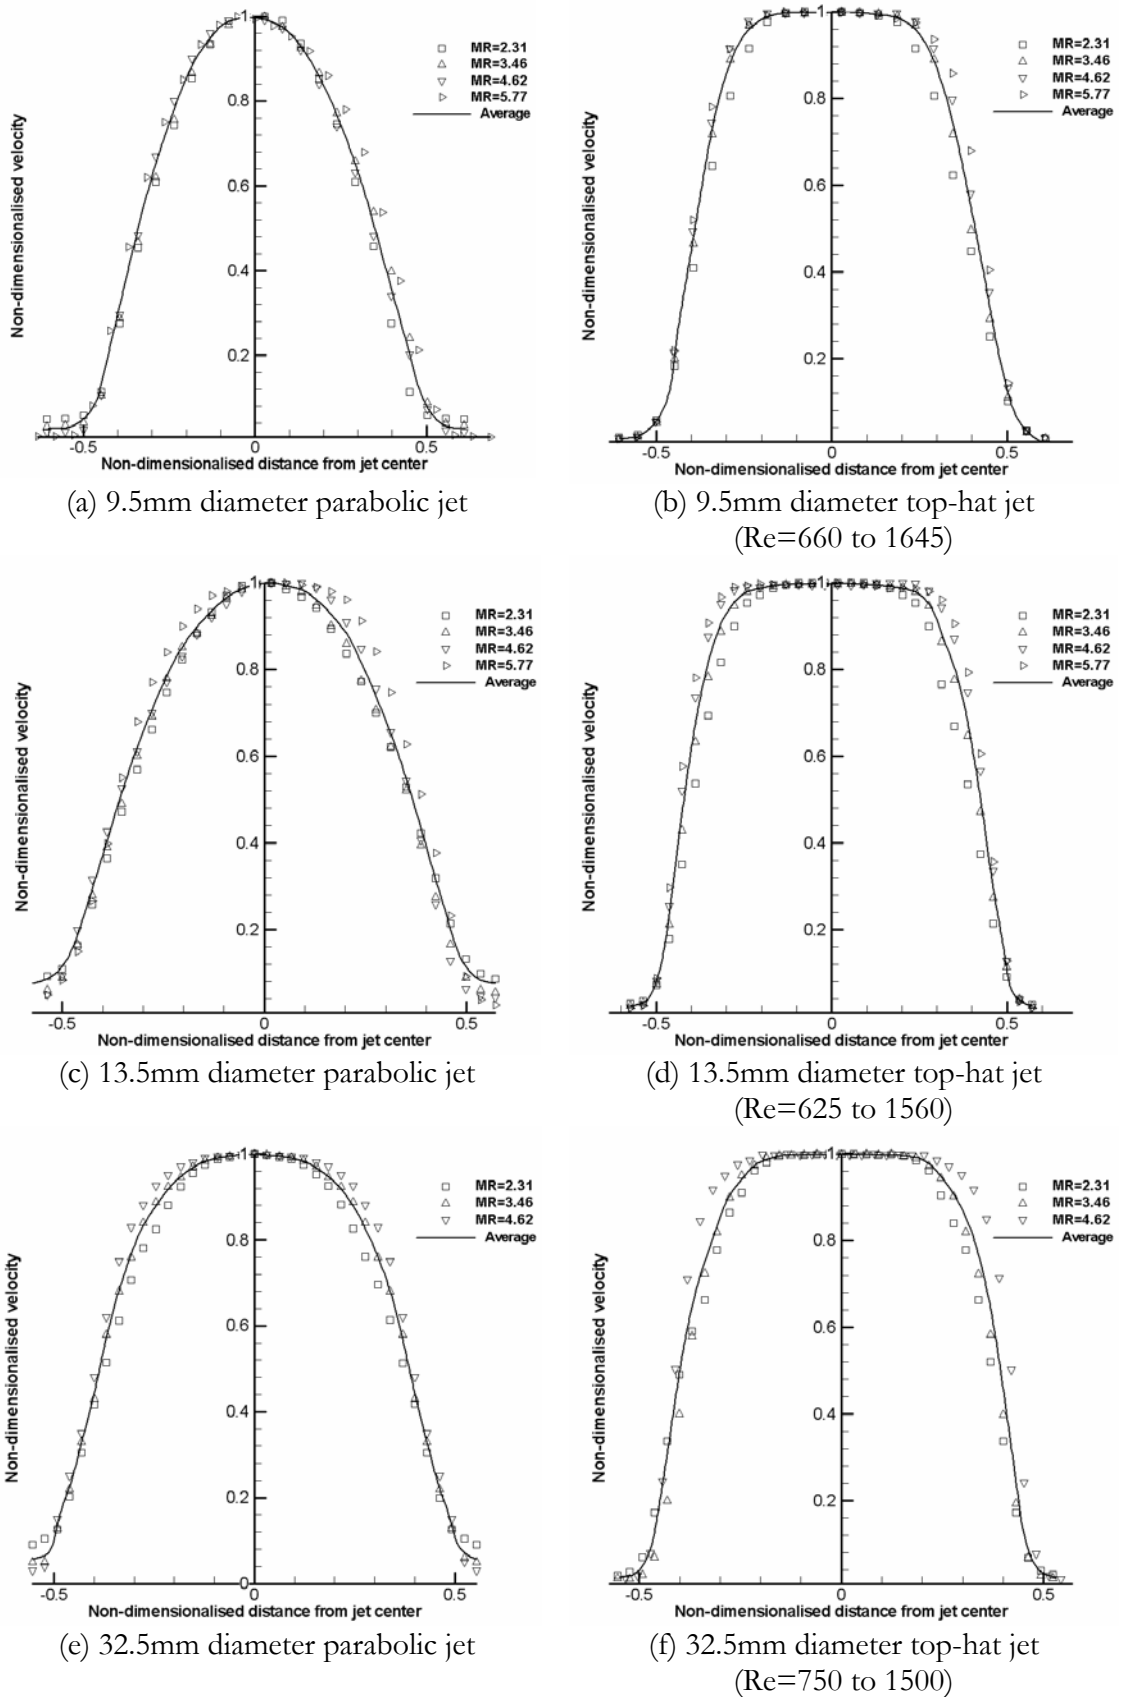 1
MR=2.31
MR=3.46
MR=4.62
MR=5.77
Average
0.8
0.6
0.4
0.2
-0.5
0
0.5
Non-dimensionalised velocity
Non-dimensionalised distance from jet center
(a) 9.5mm diameter parabolic jet
1
MR=2.31
MR=3.46
MR=4.62
MR=5.77
Average
0.8
0.6
0.4
0.2
-0.5
0
0.5
Non-dimensionalised velocity
Non-dimensionalised distance from jet center
(b) 9.5mm diameter top-hat jet
(Re=660 to 1645)
1
MR=2.31
MR=3.46
MR=4.62
MR=5.77
Average
0.8
0.6
0.4
0.2
-0.5
0
0.5
Non-dimensionalised velocity
Non-dimensionalised distance from jet center
(c) 13.5mm diameter parabolic jet
1
MR=2.31
MR=3.46
MR=4.62
MR=5.77
Average
0.8
0.6
0.4
0.2
-0.5
0
0.5
Non-dimensionalised velocity
Non-dimensionalised distance from jet center
(d) 13.5mm diameter top-hat jet
(Re=625 to 1560)
1
MR=2.31
MR=3.46
MR=4.62
Average
0.8
0.6
0.4
0.2
0
-0.5
0
0.5
Non-dimensionalised velocity
Non-dimensionalised distance from jet center
(e) 32.5mm diameter parabolic jet
1
MR=2.31
MR=3.46
MR=4.62
Average
0.8
0.6
0.4
0.2
-0.5
0
0.5
Non-dimensionalised velocity
Non-dimensionalised distance from jet center
(f) 32.5mm diameter top-hat jet
(Re=750 to 1500)